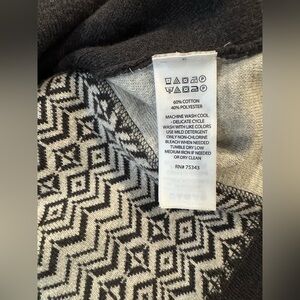 60% COTTON
40% POLYESTER
MACHINE WASH COOL
- DELICATE CYCLE
WASH WITH LIKE COLORS
USE MILD DETERGENT
ONLY NON-CHLORINE
BLEACH WHEN NEEDED
TUMBLE DRY LOW
MEDIUM IRON IF NEEDED
OR DRY CLEAN
RN# 75343